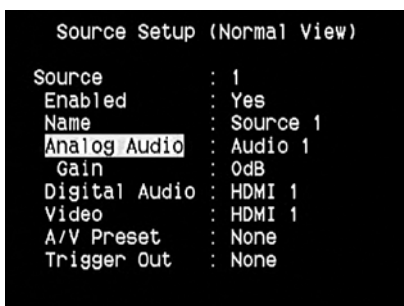 Source Setup (Normal View)
Source : 1
Enabled : Yes
Name : Source 1
Analog Audio : Audio 1
Gain : 0dB
Digital Audio : HDMI 1
Video : HDMI 1
A/V Preset : None
Trigger Out : None